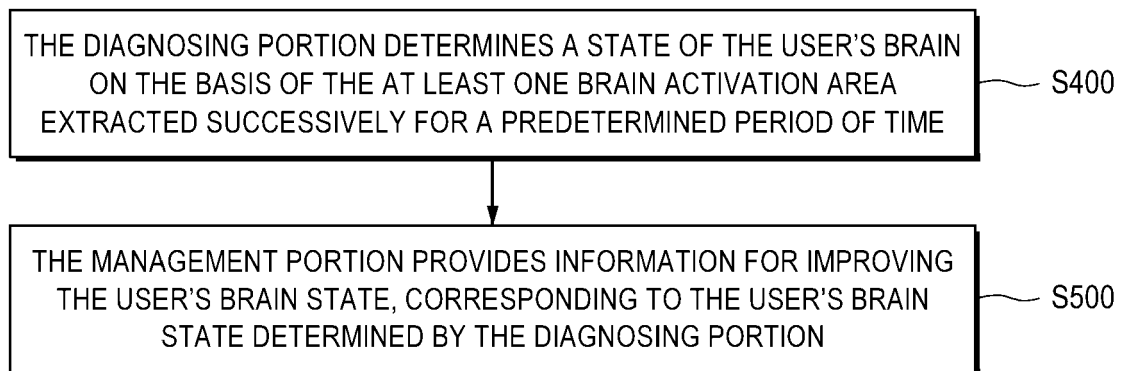 THE DIAGNOSING PORTION DETERMINES A STATE OF THE USER'S BRAIN
ON THE BASIS OF THE AT LEAST ONE BRAIN ACTIVATION AREA
EXTRACTED SUCCESSIVELY FOR A PREDETERMINED PERIOD OF TIME
S400
THE MANAGEMENT PORTION PROVIDES INFORMATION FOR IMPROVING
THE USER'S BRAIN STATE, CORRESPONDING TO THE USER'S BRAIN
STATE DETERMINED BY THE DIAGNOSING PORTION
S500